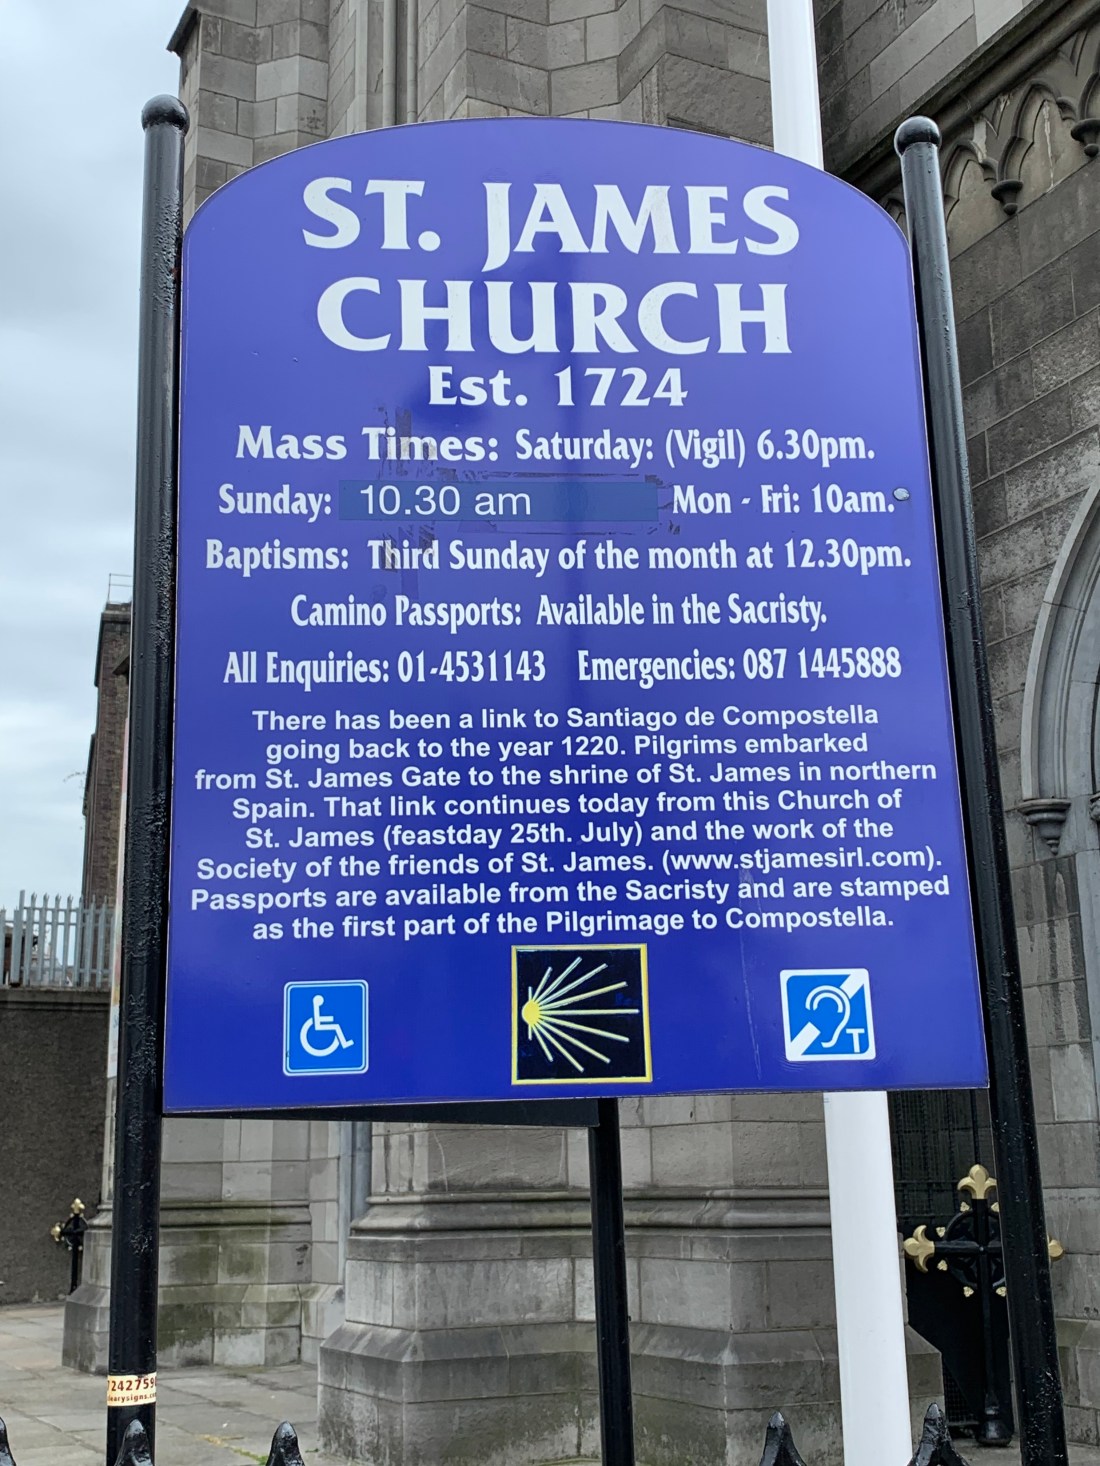 ST. JAMES
CHURCH
Est. 1724
Mass Times: Saturday: (Vigil) 6.30pm.
Sunday: 10.30 am Mon - Fri: 10am.
Baptisms: Third Sunday of the month at 12.30pm.
Camino Passports: Available in the Sacristy.
All Enquiries: 01-4531143 Emergencies: 087 1445888
There has been a link to Santiago de Compostella
going back to the year 1220. Pilgrims embarked
from St. James Gate to the shrine of St. James in northern
Spain. That link continues today from this Church of
St. James (feastday 25th. July) and the work of the
Society of the friends of St. James. (www.stjamesirl.com).
Passports are available from the Sacristy and are stamped
as the first part of the Pilgrimage to Compostella.
T